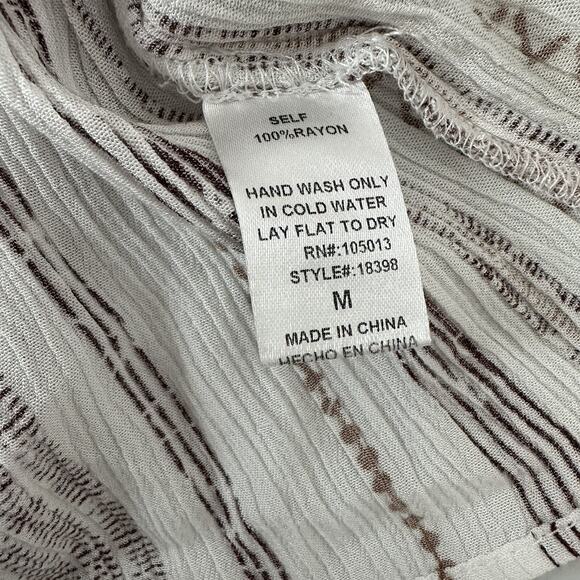 SELF
100%RAYON
HAND WASH ONLY
IN COLD WATER
LAY FLAT TO DRY
RN#:105013
STYLE#:18398
M
MADE IN CHINA
HECHO EN CHINA